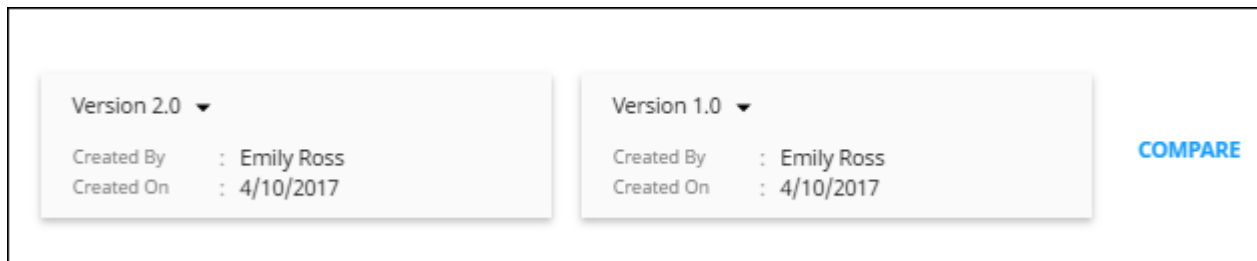 Version 2.0
Created By : Emily Ross
Created On : 4/10/2017
Version 1.0
Created By : Emily Ross
Created On : 4/10/2017
COMPARE